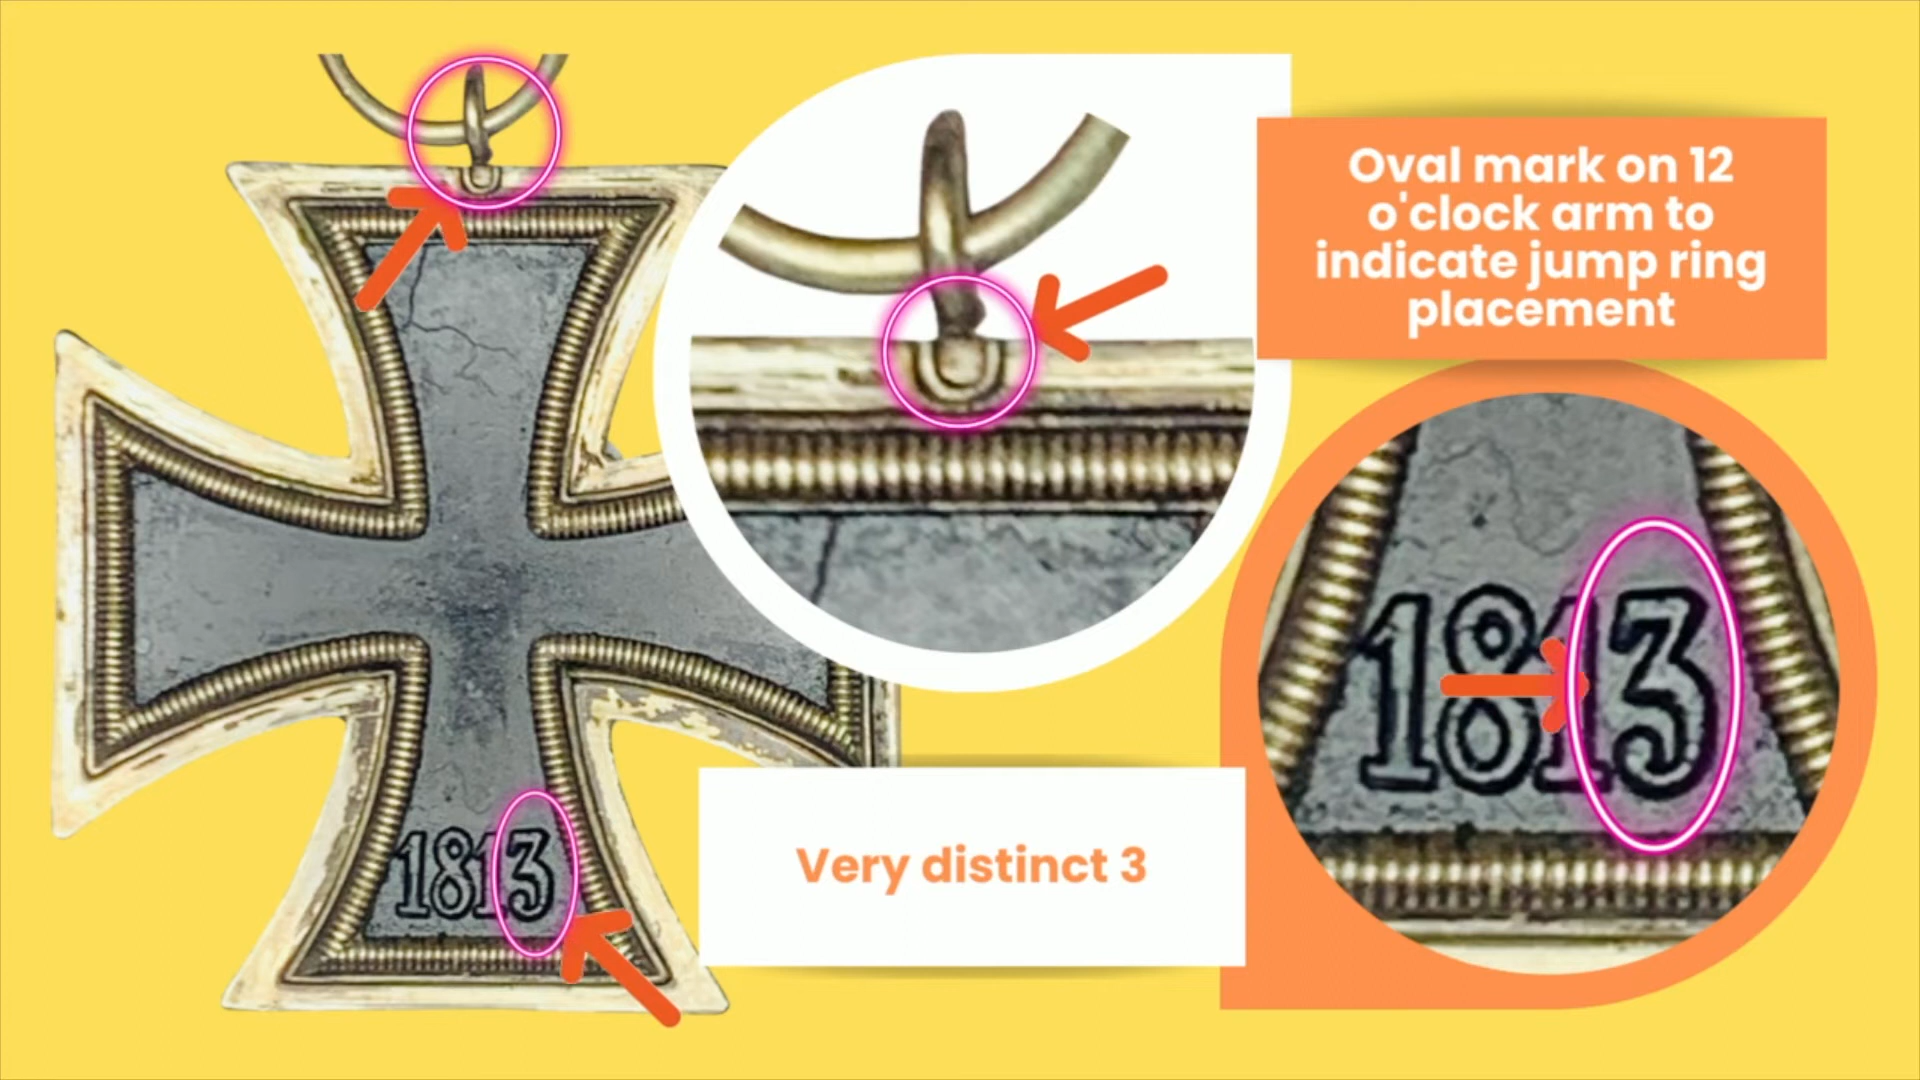 Oval mark on 12
o'clock arm to
indicate jump ring
placement
1813
Very distinct 3
1813